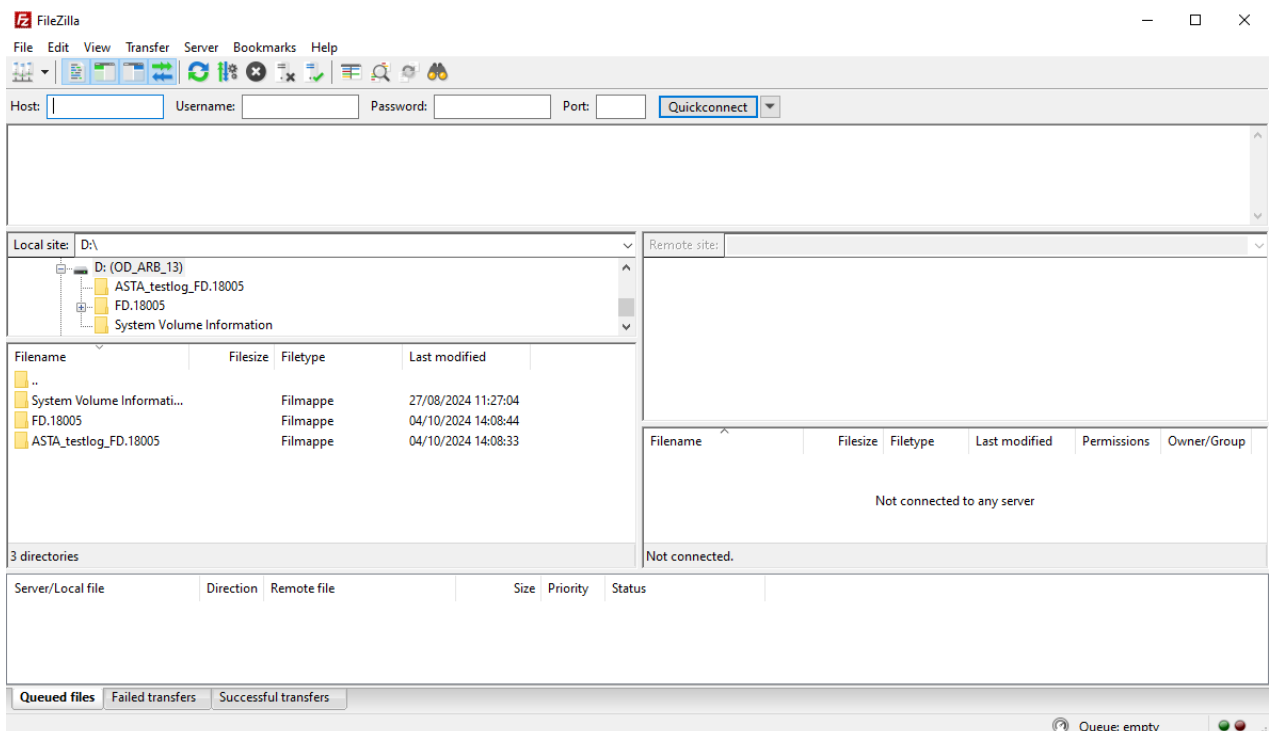 FileZilla
File Edit View Transfer Server Bookmarks Help
Host: Username: Password: Port: Quickconnect
Local site: D:\
D: (OD_ARB_13)
ASTA_testlog_FD.18005
FD.18005
System Volume Information
Filename Filesize Filetype Last modified
..
System Volume Informati... Filmappe 27/08/2024 11:27:04
FD.18005 Filmappe 04/10/2024 14:08:44
ASTA_testlog_FD.18005 Filmappe 04/10/2024 14:08:33
3 directories
Remote site:
Filename Filesize Filetype Last modified Permissions Owner/Group
Not connected to any server
Not connected.
Server/Local file Direction Remote file Size Priority Status
Queued files Failed transfers Successful transfers
Queue: empty